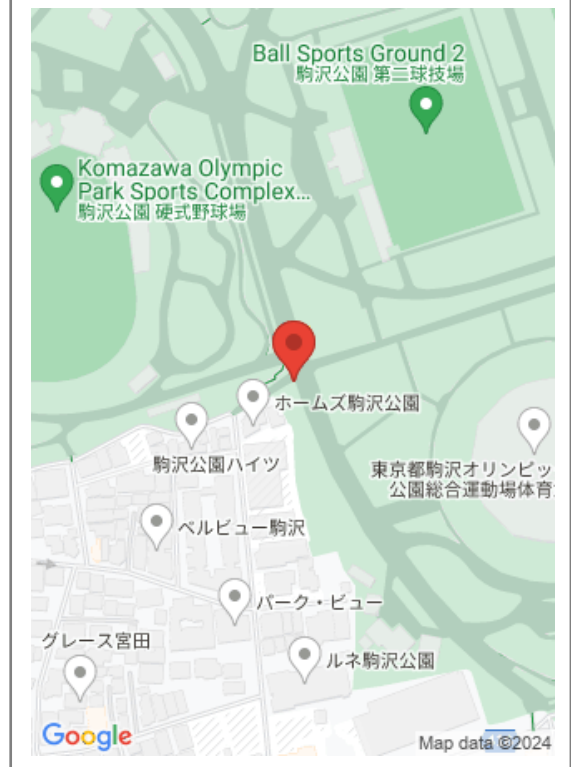 Ball Sports Ground 2
駒沢公園 第二球技場
Komazawa Olympic
Park Sports Complex...
駒沢公園 硬式野球場
ホームズ駒沢公園
駒沢公園ハイツ
東京都駒沢オリンピッ
公園総合運動場体育
ベルビュー駒沢
パーク・ビュー
グレース宮田
ルネ駒沢公園
Google
Map data ©2024